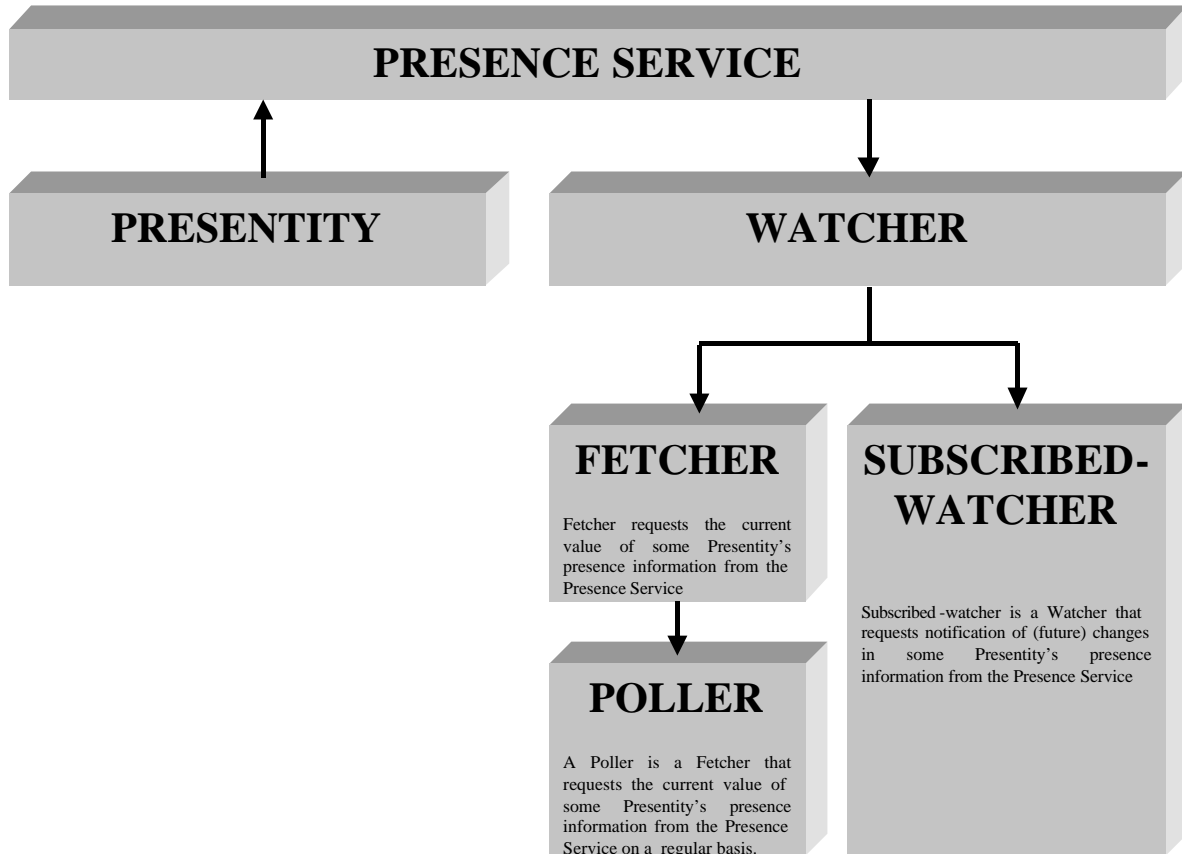 PRESENCE SERVICE
PRESENTITY
WATCHER
FETCHER
Fetcher requests the current
value of some Presentity's
presence information from the
Presence Service
SUBSCRIBED-
WATCHER
Subscribed-watcher is a Watcher that
requests notification of (future) changes
in some Presentity's presence
information from the Presence Service
POLLER
A Poller is a Fetcher that
requests the current value of
some Presentity's presence
information from the Presence
Service on a regular basis.